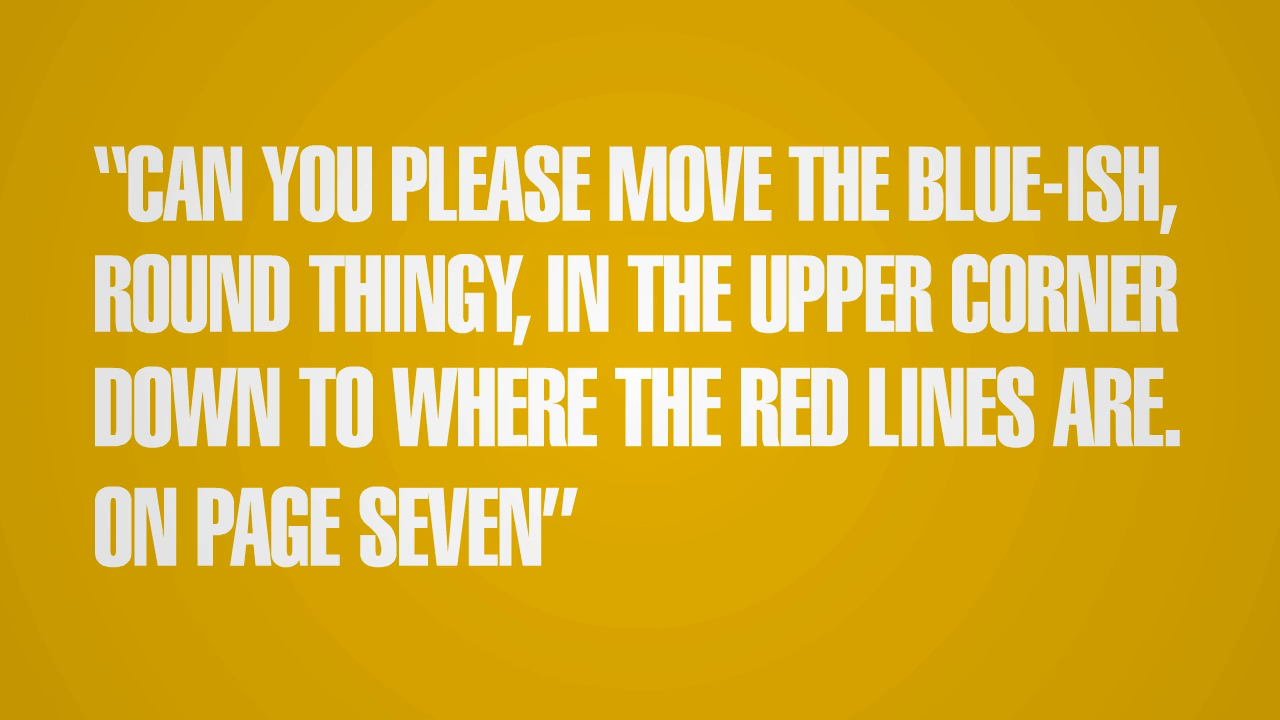 “CAN YOU PLEASE MOVE THE BLUE-ISH,
ROUND THINGY, IN THE UPPER CORNER
DOWN TO WHERE THE RED LINES ARE.
ON PAGE SEVEN”